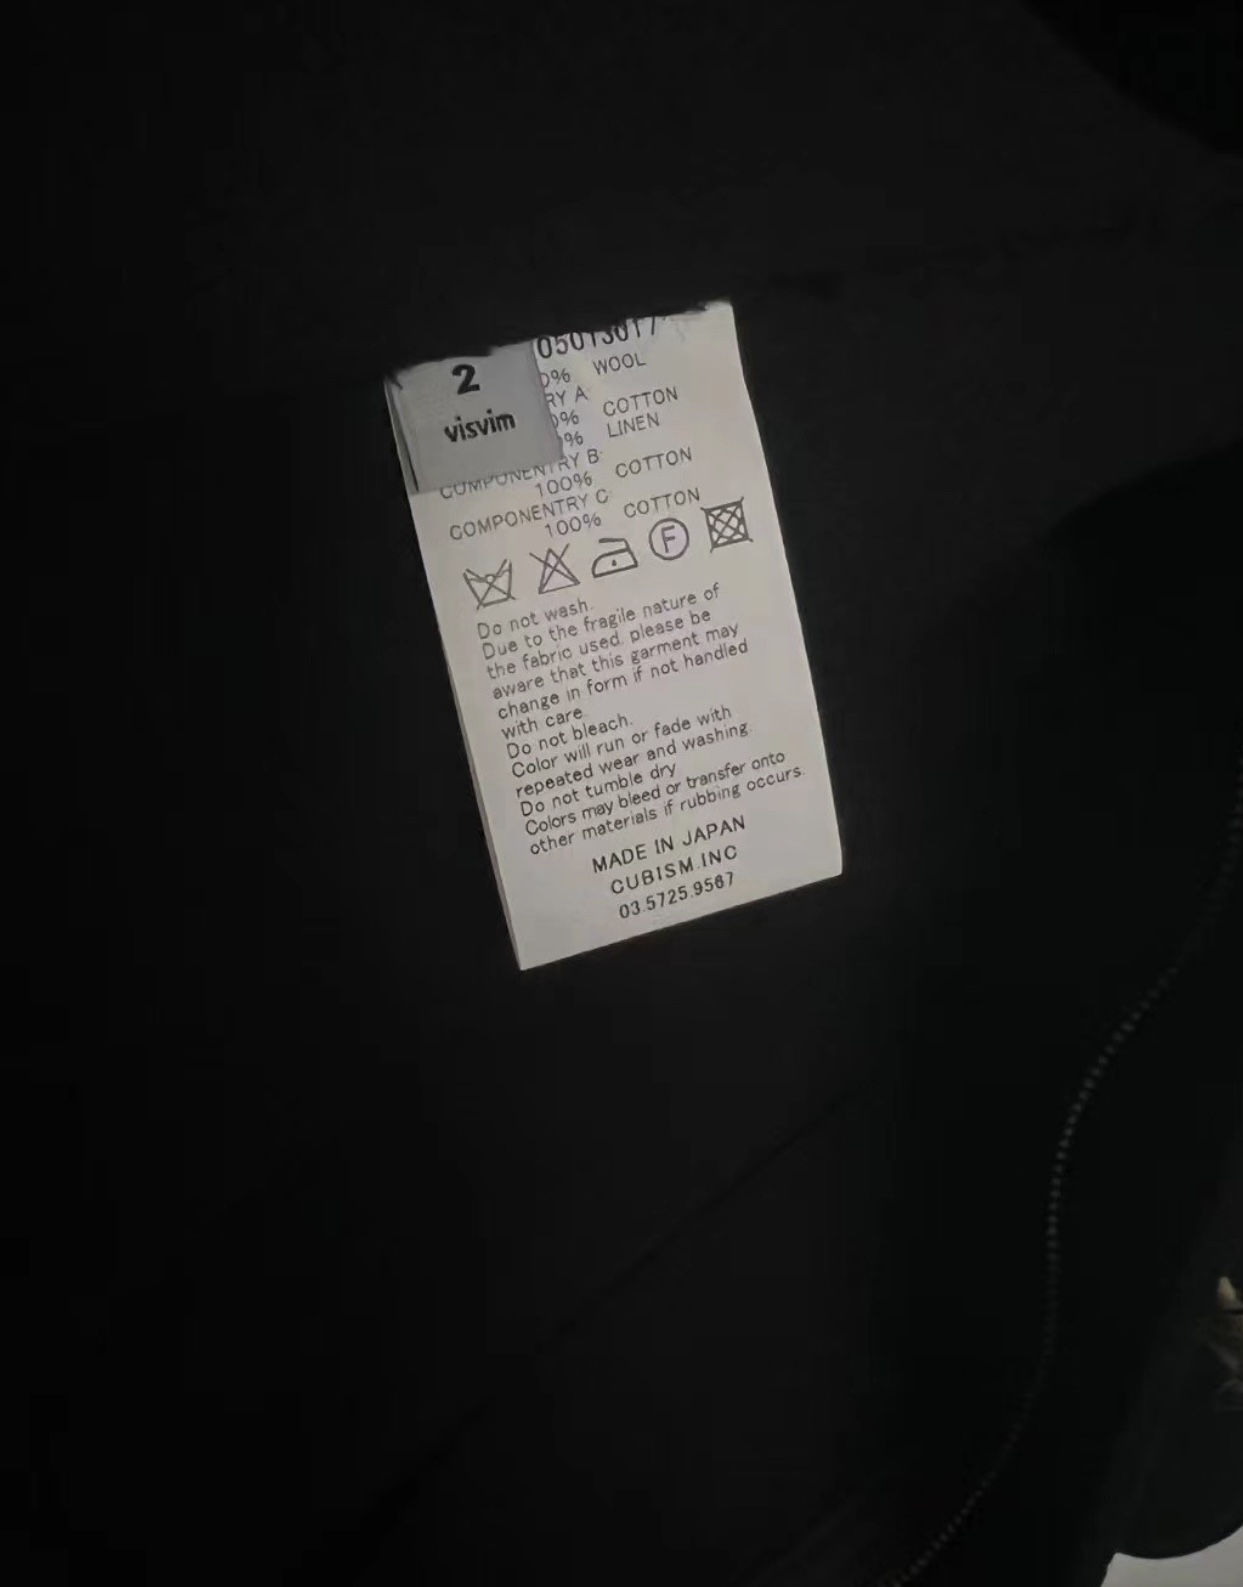 2
visvim
WOOL
RY A:
COTTON
LINEN
COMPONENTRY B:
100% COTTON
COMPONENTRY C:
100% COTTON
F
Do not wash.
Due to the fragile nature of
the fabric used, please be
aware that this garment may
change in form if not handled
with care.
Do not bleach.
Color will run or fade with
repeated wear and washing.
Do not tumble dry
Colors may bleed or transfer onto
other materials if rubbing occurs.
MADE IN JAPAN
CUBISM.INC
03.5725.9567